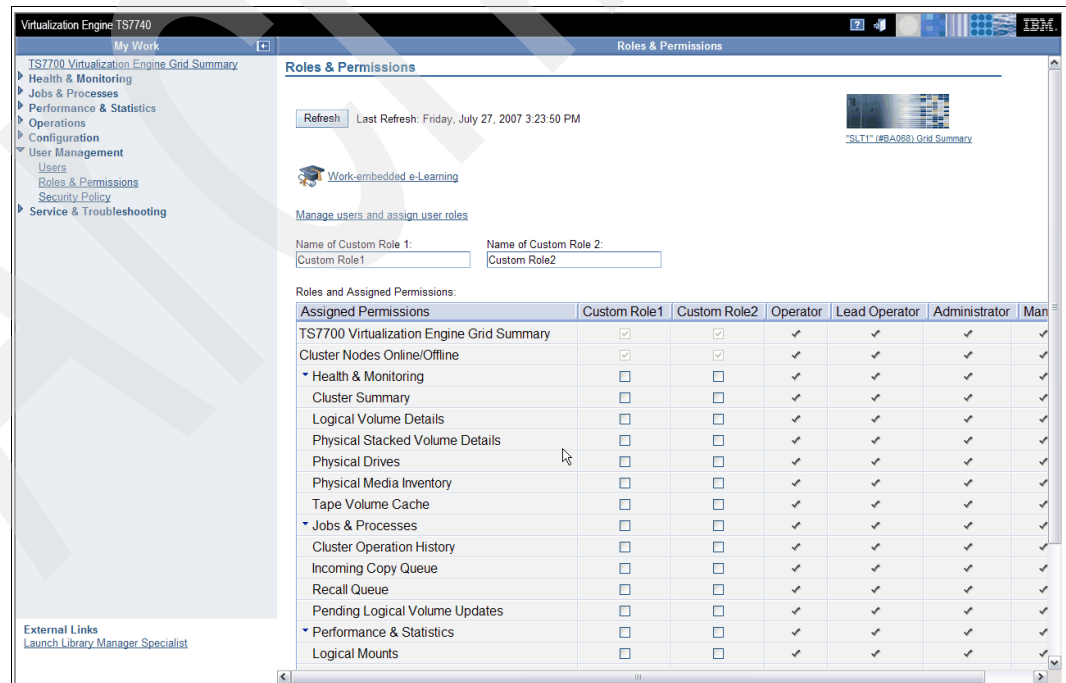 Virtualization Engine TS7740
?
IBM.
My Work
Roles & Permissions
TS7700 Virtualization Engine Grid Summary
Health & Monitoring
Jobs & Processes
Performance & Statistics
Operations
Configuration
User Management
Users
Roles & Permissions
Security Policy
Service & Troubleshooting
External Links
Launch Library Manager Specialist
Roles & Permissions
Refresh Last Refresh: Friday, July 27, 2007 3:23:50 PM
"SLT1" (#BA068) Grid Summary
Work-embedded e-Learning
Manage users and assign user roles
Name of Custom Role 1: Name of Custom Role 2:
Custom Role1 Custom Role2
Roles and Assigned Permissions:
Assigned Permissions Custom Role1 Custom Role2 Operator Lead Operator Administrator Man
TS7700 Virtualization Engine Grid Summary
Cluster Nodes Online/Offline
Health & Monitoring
Cluster Summary
Logical Volume Details
Physical Stacked Volume Details
Physical Drives
Physical Media Inventory
Tape Volume Cache
Jobs & Processes
Cluster Operation History
Incoming Copy Queue
Recall Queue
Pending Logical Volume Updates
Performance & Statistics
Logical Mounts